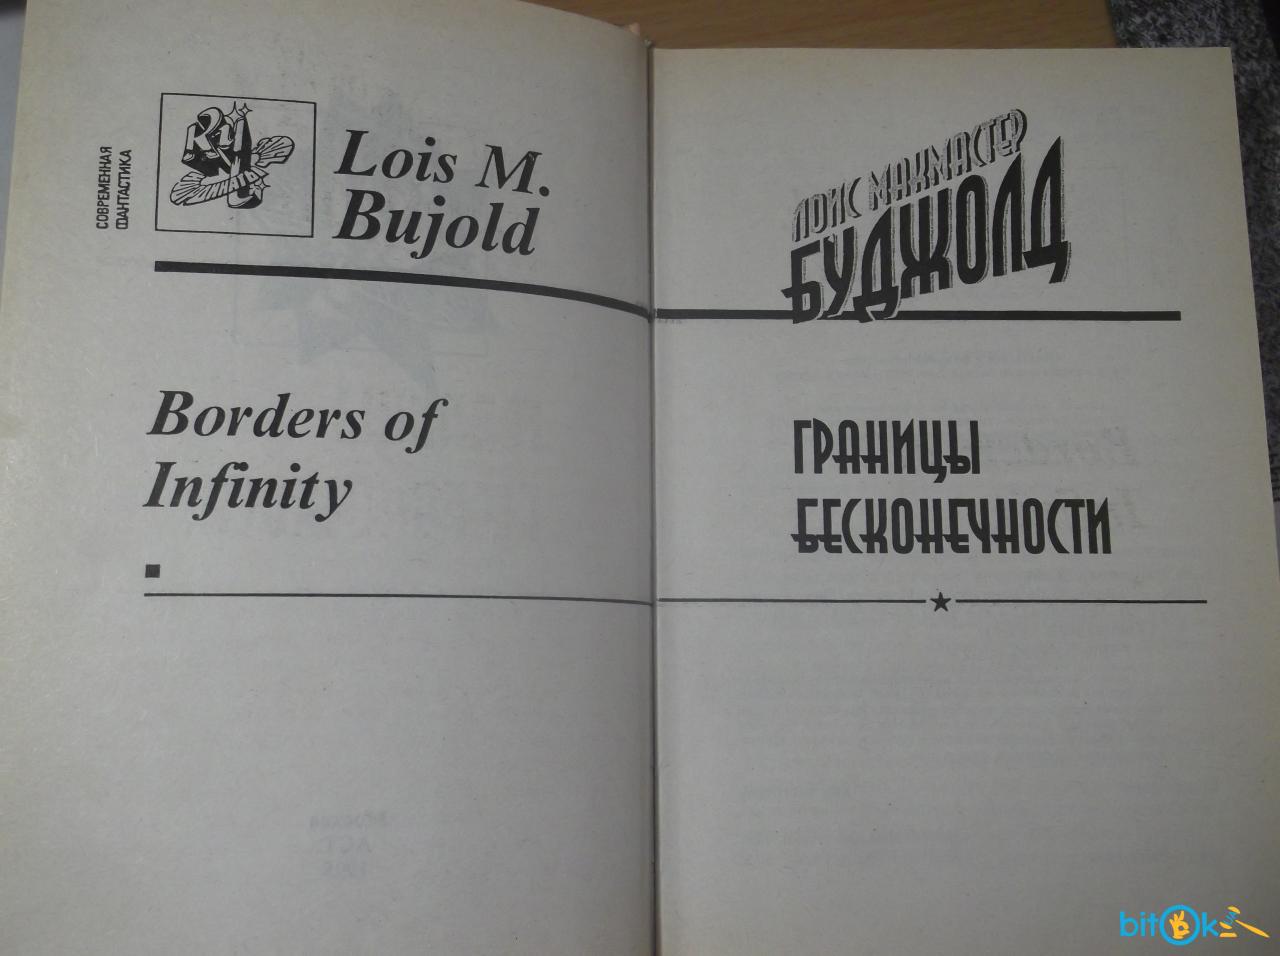 СОВРЕМЕННАЯ
ФАНТАСТИКА
Lois M.
Bujold
Borders of
Infinity
ЛОИС МАКМАСТЕР
БУДЖОЛД
ГРАНИЦЫ
БЕСКОНЕЧНОСТИ
bitOk